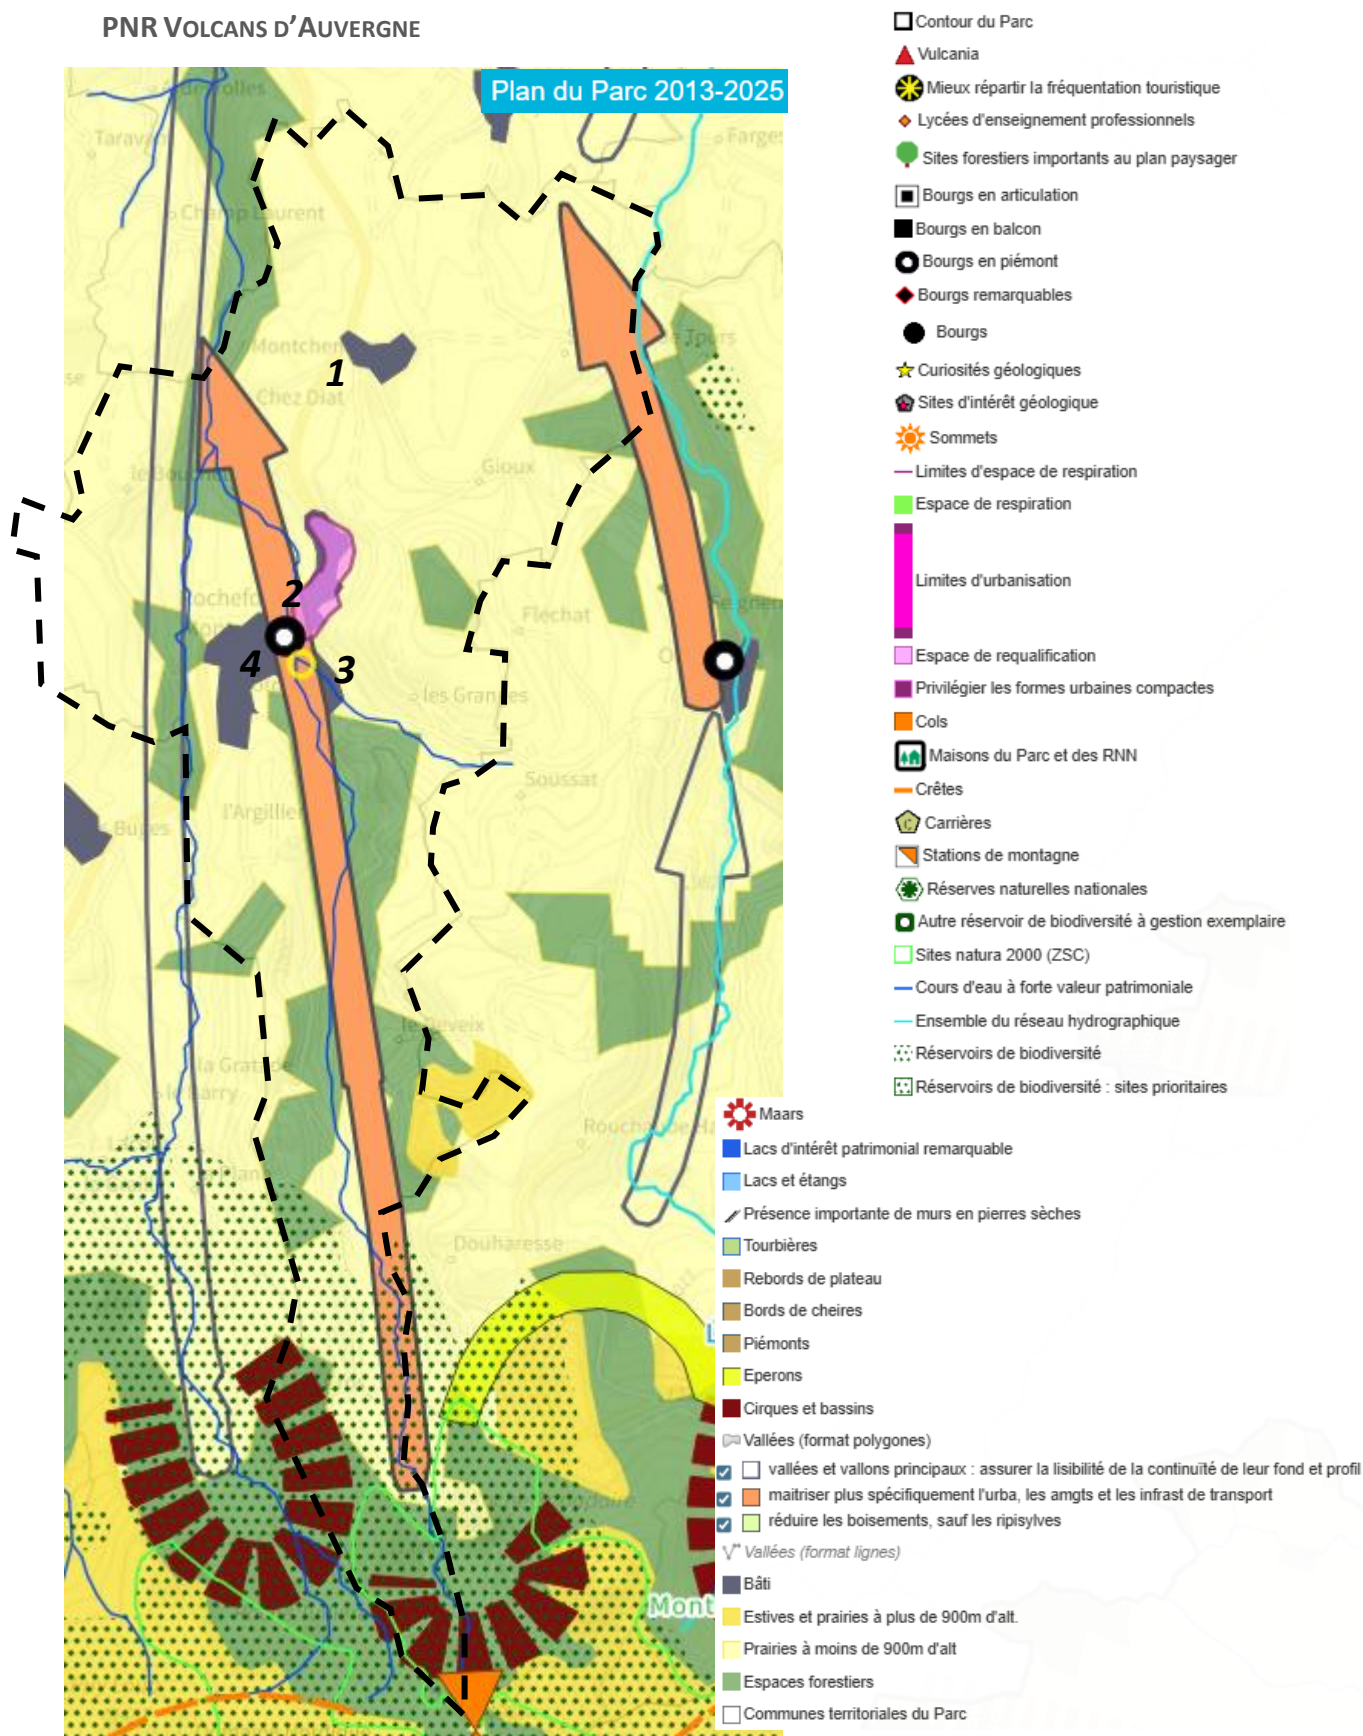 PNR VOLCANS D'AUVERGNE
Plan du Parc 2013-2025
Farges
Champ Laurent
Chez Diat
1
Gioux
2
Flechat
4
3
les Granges
Soussat
l'Argillier
Douharesse
Mont
Contour du Parc
Vulcania
Mieux répartir la fréquentation touristique
Lycées d'enseignement professionnels
Sites forestiers importants au plan paysager
Bourgs en articulation
Bourgs en balcon
Bourgs en piémont
Bourgs remarquables
Bourgs
Curiosités géologiques
Sites d'intérêt géologique
Sommets
Limites d'espace de respiration
Espace de respiration
Limites d'urbanisation
Espace de requalification
Privilégier les formes urbaines compactes
Cols
Maisons du Parc et des RNN
Crêtes
Carrières
Stations de montagne
Réserves naturelles nationales
Autre réservoir de biodiversité à gestion exemplaire
Sites natura 2000 (ZSC)
Cours d'eau à forte valeur patrimoniale
Ensemble du réseau hydrographique
Réservoirs de biodiversité
Réservoirs de biodiversité : sites prioritaires
Maars
Lacs d'intérêt patrimonial remarquable
Lacs et étangs
Présence importante de murs en pierres sèches
Tourbières
Rebords de plateau
Bords de cheires
Piémonts
Eperons
Cirques et bassins
Vallées (format polygones)
vallées et vallons principaux : assurer la lisibilité de la continuité de leur fond et profil
maitriser plus spécifiquement l'urba, les amgts et les infrast de transport
réduire les boisements, sauf les ripisylves
Vallées (format lignes)
Bâti
Estives et prairies à plus de 900m d'alt.
Prairies à moins de 900m d'alt
Espaces forestiers
Communes territoriales du Parc